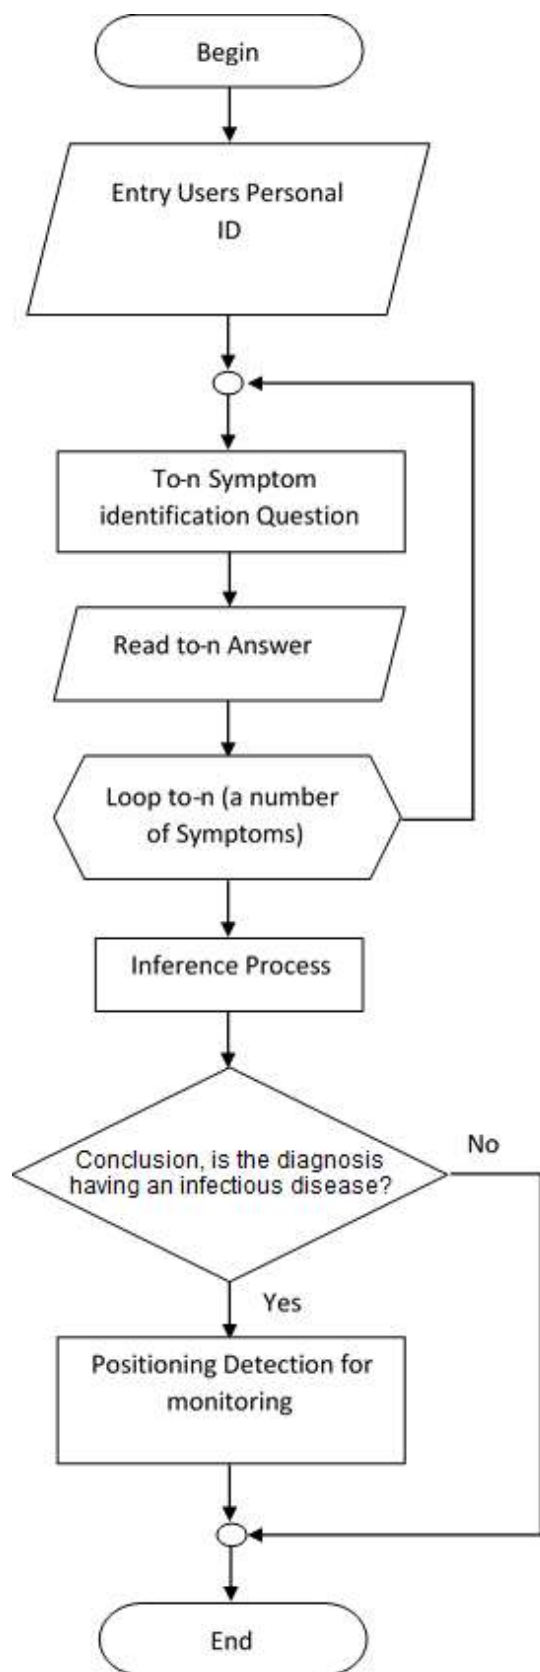 Begin
Entry Users Personal
ID
To-n Symptom
identification Question
Read to-n Answer
Loop to-n (a number
of Symptoms)
Inference Process
Conclusion, is the diagnosis
having an infectious disease?
No
Yes
Positioning Detection for
monitoring
End